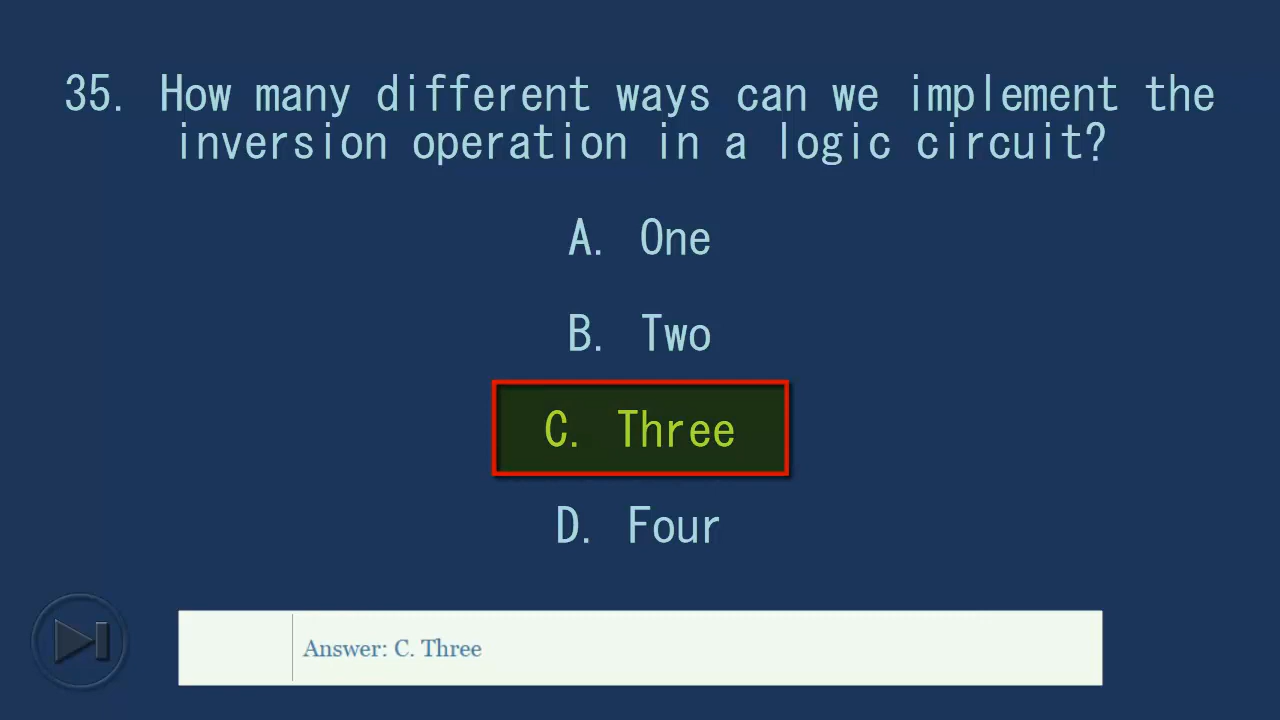 35. How many different ways can we implement the
inversion operation in a logic circuit?
A. One
B. Two
C. Three
D. Four
Answer: C. Three